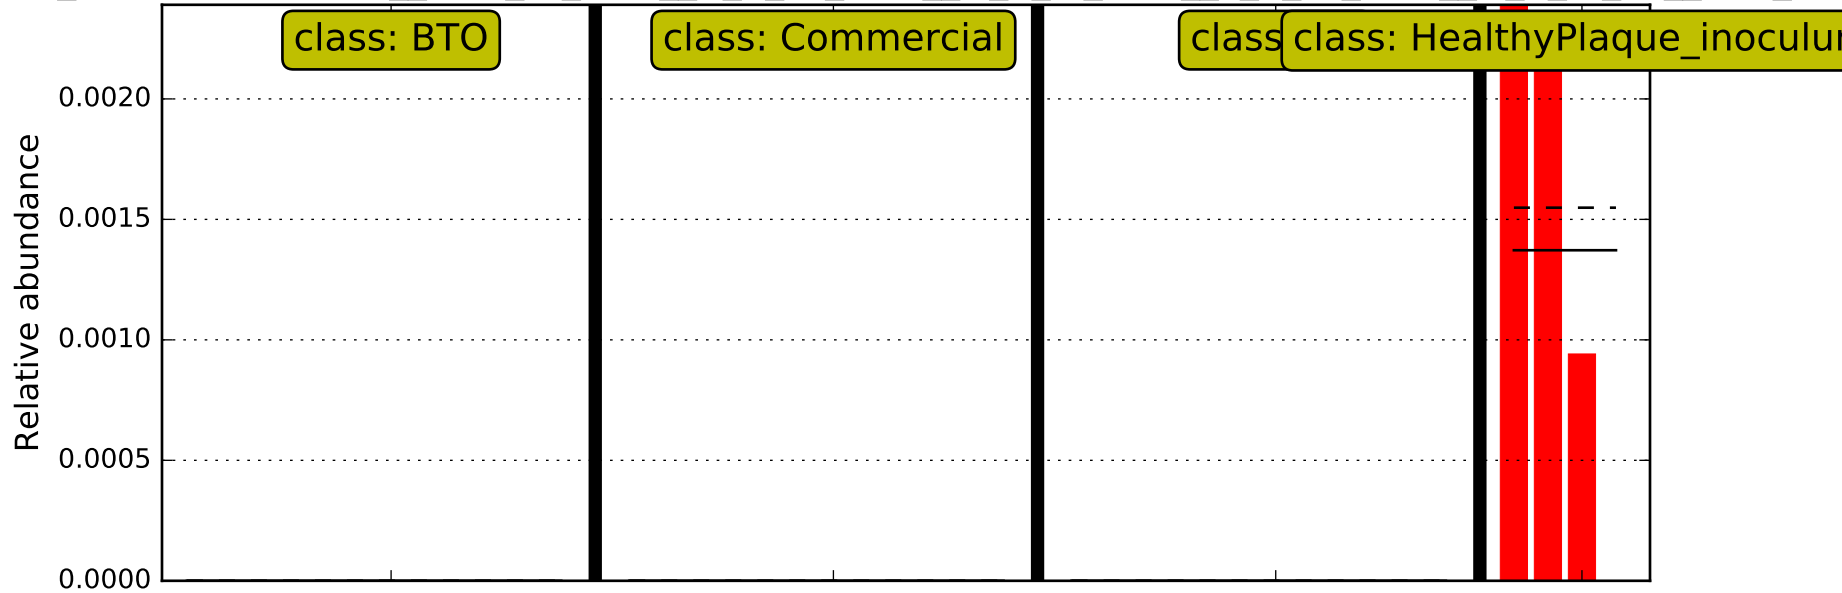 class: BTO
class: Commercial
class
class: HealthyPlaque_inoculu
0.0020
0.0015
0.0010
0.0005
0.0000
Relative abundance